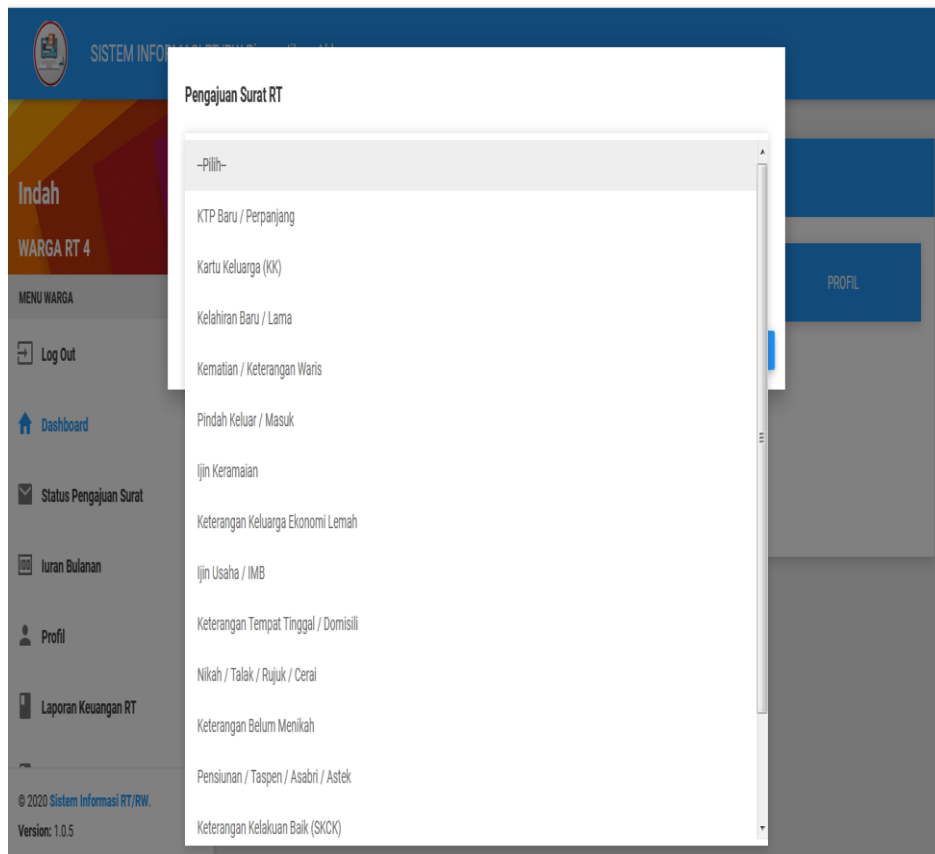 SISTEM INFOR
Pengajuan Surat RT
--Pilih--
KTP Baru / Perpanjang
Kartu Keluarga (KK)
Kelahiran Baru / Lama
Kematian / Keterangan Waris
Pindah Keluar / Masuk
Ijin Keramaian
Keterangan Keluarga Ekonomi Lemah
Ijin Usaha / IMB
Keterangan Tempat Tinggal / Domisili
Nikah / Talak / Rujuk / Cerai
Keterangan Belum Menikah
Pensiunan / Taspen / Asabri / Astek
Keterangan Kelakuan Baik (SKCK)
Indah
WARGA RT 4
MENU WARGA
Log Out
Dashboard
Status Pengajuan Surat
Iuran Bulanan
Profil
Laporan Keuangan RT
© 2020 Sistem Informasi RT/RW.
Version: 1.0.5
PROFIL